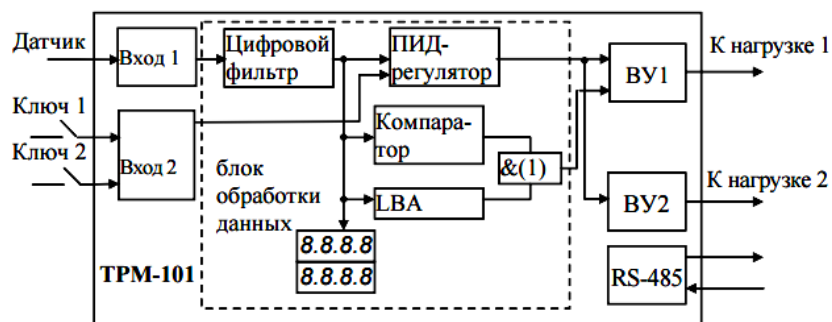 Датчик
Вход 1
Цифровой
фильтр
ПИД-
регулятор
ВУ1
К нагрузке 1
Ключ 1
Ключ 2
Вход 2
Компара-
тор
&(1)
блок
обработки
данных
LBA
ВУ2
К нагрузке 2
8.8.8.8
8.8.8.8
ТРМ-101
RS-485